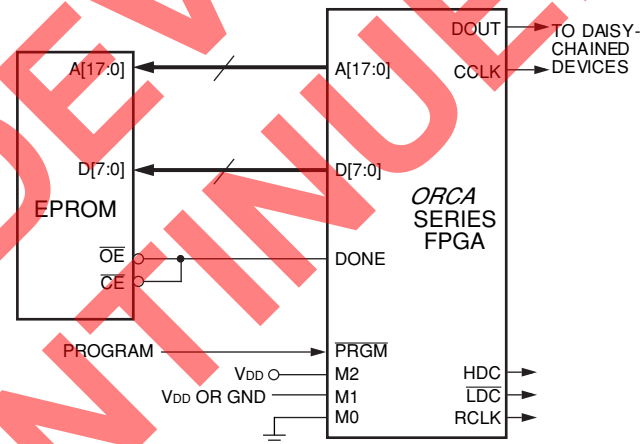 DOUT
TO DAISY-
CHAINED
DEVICES
A[17:0]
A[17:0]
CCLK
D[7:0]
D[7:0]
EPROM
ORCA
SERIES
FPGA
OE
DONE
CE
PROGRAM
PRGM
VDD
M2
HDC
VDD OR GND
M1
LDC
M0
RCLK